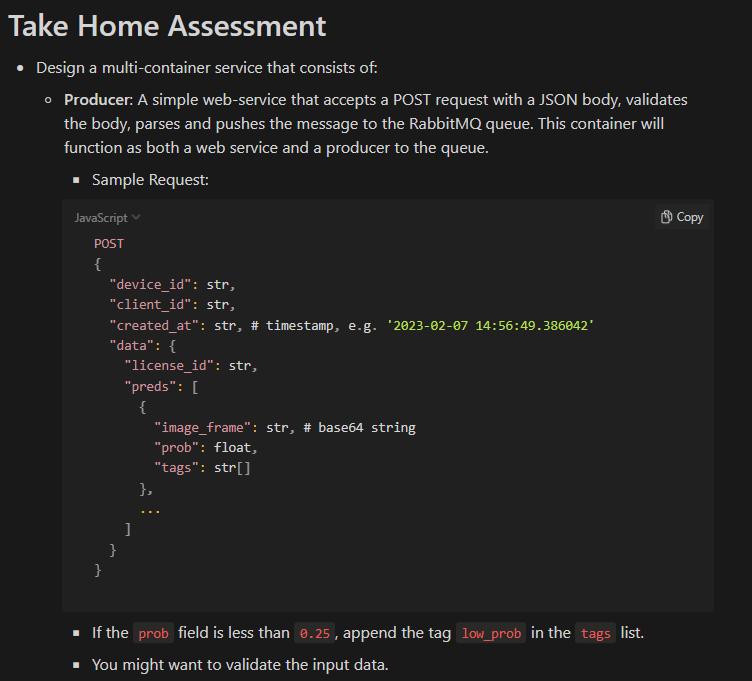 Take Home Assessment
• Design a multi-container service that consists of:
○ Producer: A simple web-service that accepts a POST request with a JSON body, validates
the body, parses and pushes the message to the RabbitMQ queue. This container will
function as both a web service and a producer to the queue.
▪ Sample Request:
JavaScript
Copy
POST
{
"device_id": str,
"client_id": str,
"created_at": str, # timestamp, e.g. '2023-02-07 14:56:49.386042'
"data": {
"license_id": str,
"preds": [
{
"image_frame": str, # base64 string
"prob": float,
"tags": str[]
},
...
]
}
}
▪ If the prob field is less than 0.25, append the tag low_prob in the tags list.
▪ You might want to validate the input data.